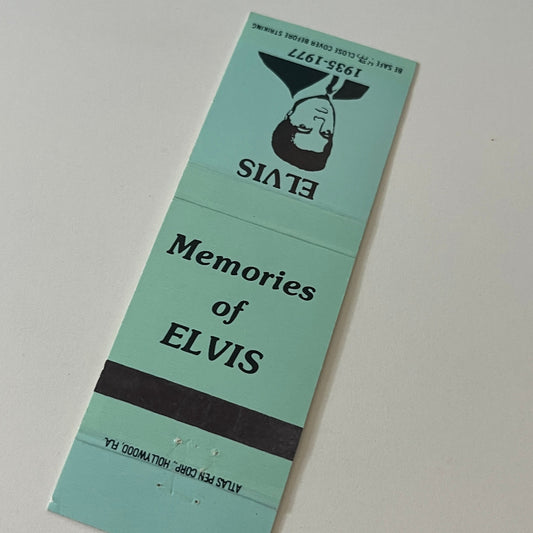 BE SAFE - CLOSE COVER BEFORE STRIKING
1935-1977
ELVIS
Memories
of
ELVIS
ATLAS PEN CORP., HOLLYWOOD, FLA.